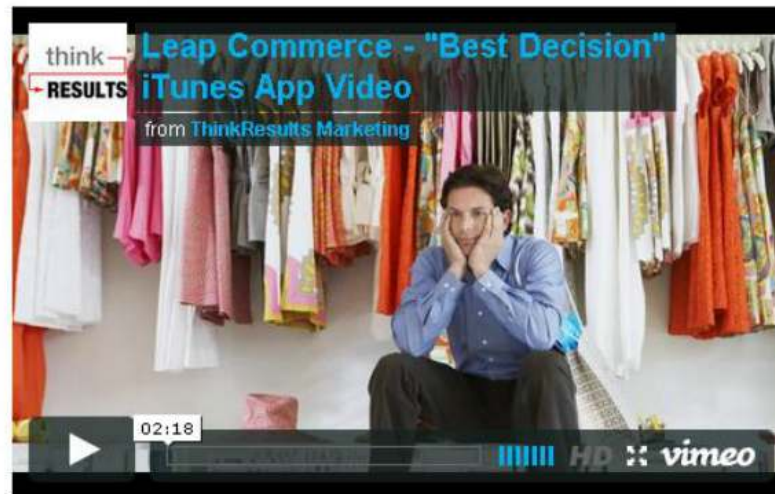 think
RESULTS
Leap Commerce - "Best Decision"
iTunes App Video
from ThinkResults Marketing
02:18
HD vimeo